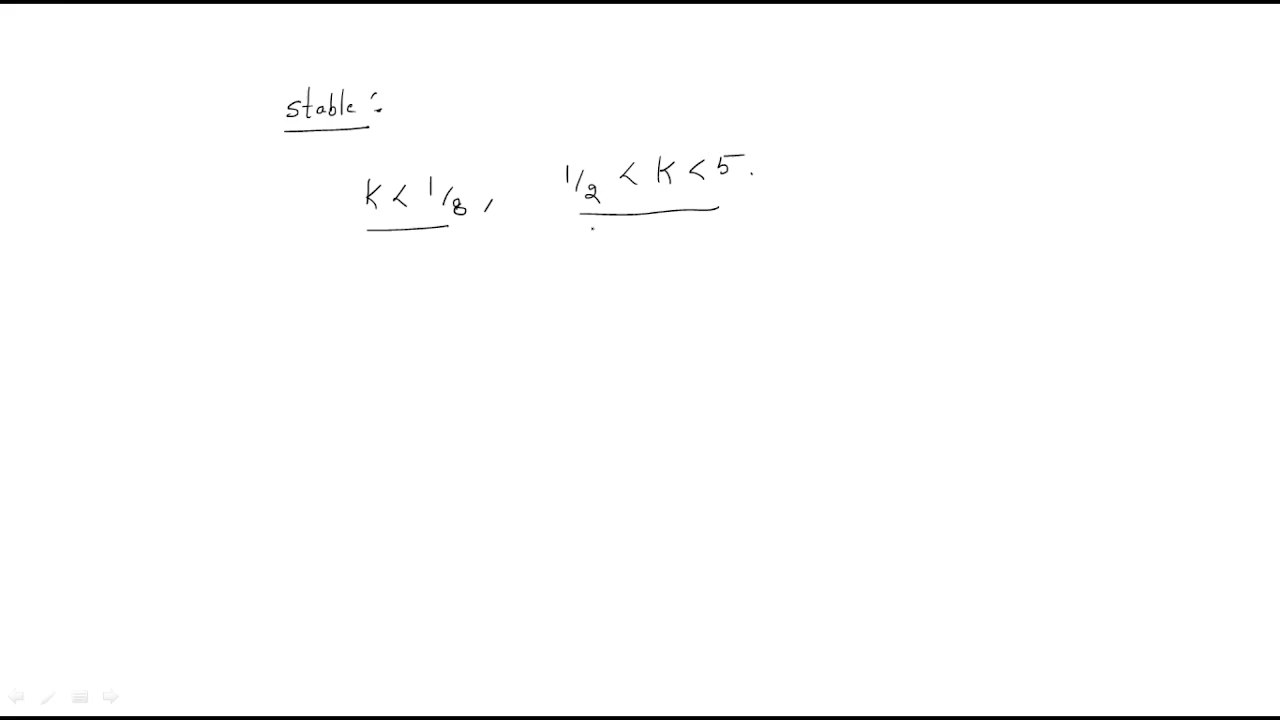 stable :
K < 1/8 , 1/2 < K < 5 .